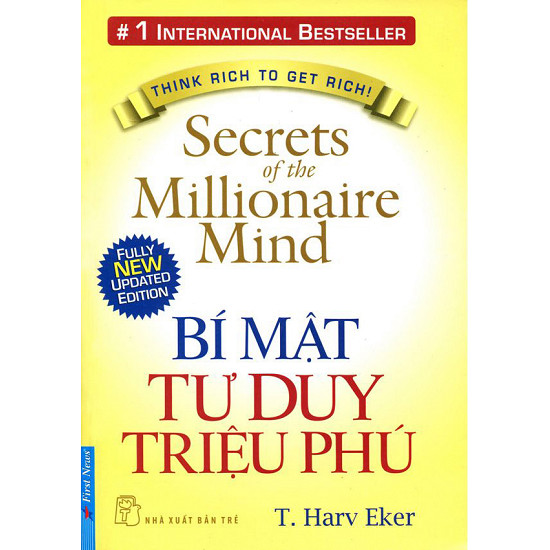 # 1 INTERNATIONAL BESTSELLER
THINK RICH TO GET RICH!
Secrets
of the
Millionaire
Mind
FULLY
NEW
UPDATED
EDITION
BÍ MẬT
TƯ DUY
TRIỆU PHÚ
First News
NHÀ XUẤT BẢN TRẺ
T. Harv Eker